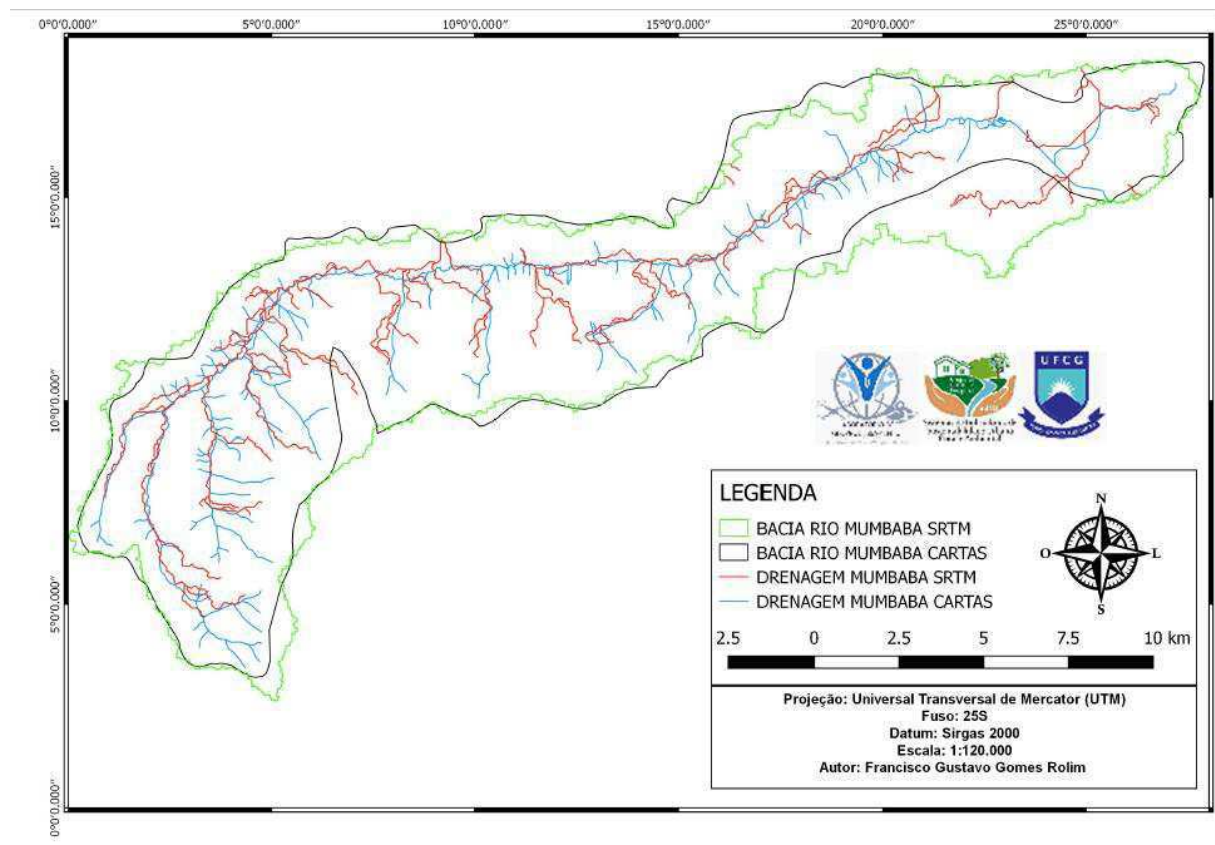 0°0'0.000" 5°0'0.000" 10°0'0.000" 15°0'0.000" 20°0'0.000" 25°0'0.000"
15°0'0.000"
10°0'0.000"
5°0'0.000"
0°0'0.000"
UFCG
LEGENDA
BACIA RIO MUMBABA SRTM
BACIA RIO MUMBABA CARTAS
DRENAGEM MUMBABA SRTM
DRENAGEM MUMBABA CARTAS
N
O L
S
2.5 0 2.5 5 7.5 10 km
Projeção: Universal Transversal de Mercator (UTM)
Fuso: 25S
Datum: Sirgas 2000
Escala: 1:120.000
Autor: Francisco Gustavo Gomes Rolim